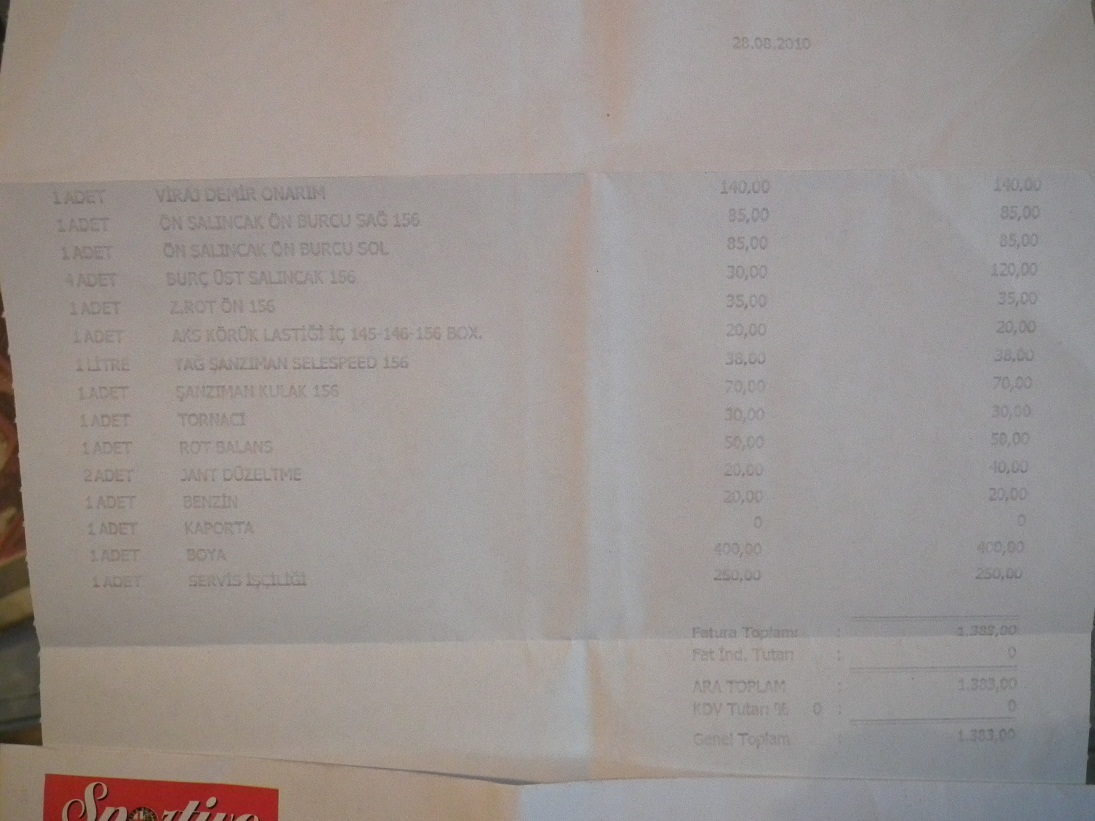 28.08.2010
1 ADET VİRAJ DEMİR ONARIM 140,00 140,00
1 ADET ÖN SALINCAK ÖN BURCU SAĞ 156 85,00 85,00
1 ADET ÖN SALINCAK ÖN BURCU SOL 85,00 85,00
4 ADET BURÇ ÜST SALINCAK 156 30,00 120,00
1 ADET Z.ROT ÖN 156 35,00 35,00
1 ADET AKS KÖRÜK LASTİĞİ İÇ 145-146-156 BOX. 20,00 20,00
1 LİTRE YAĞ ŞANZIMAN SELESPEED 156 38,00 38,00
1 ADET ŞANZIMAN KULAK 156 70,00 70,00
1 ADET TORNACI 30,00 30,00
1 ADET ROT BALANS 50,00 50,00
2 ADET JANT DÜZELTME 20,00 40,00
1 ADET BENZİN 20,00 20,00
1 ADET KAPORTA 0 0
1 ADET BOYA 400,00 400,00
1 ADET SERVİS İŞÇİLİĞİ 250,00 250,00
Fatura Toplamı : 1.383,00
Fat İnd. Tutarı : 0
ARA TOPLAM : 1.383,00
KDV Tutarı % 0 : 0
Genel Toplam : 1.383,00
Sportivo